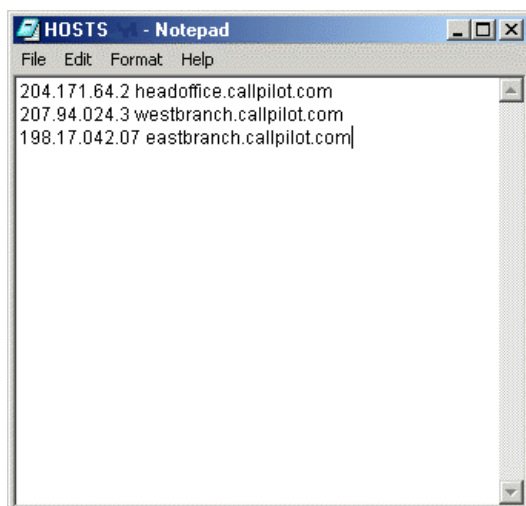 HOSTS - Notepad
File Edit Format Help
204.171.64.2 headoffice.callpilot.com
207.94.024.3 westbranch.callpilot.com
198.17.042.07 eastbranch.callpilot.com